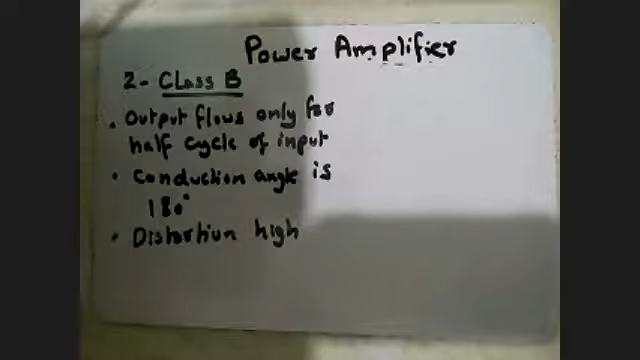 Power Amplifier
2- Class B
• Output flows only for
half cycle of input
• Conduction angle is
180°
• Distortion high